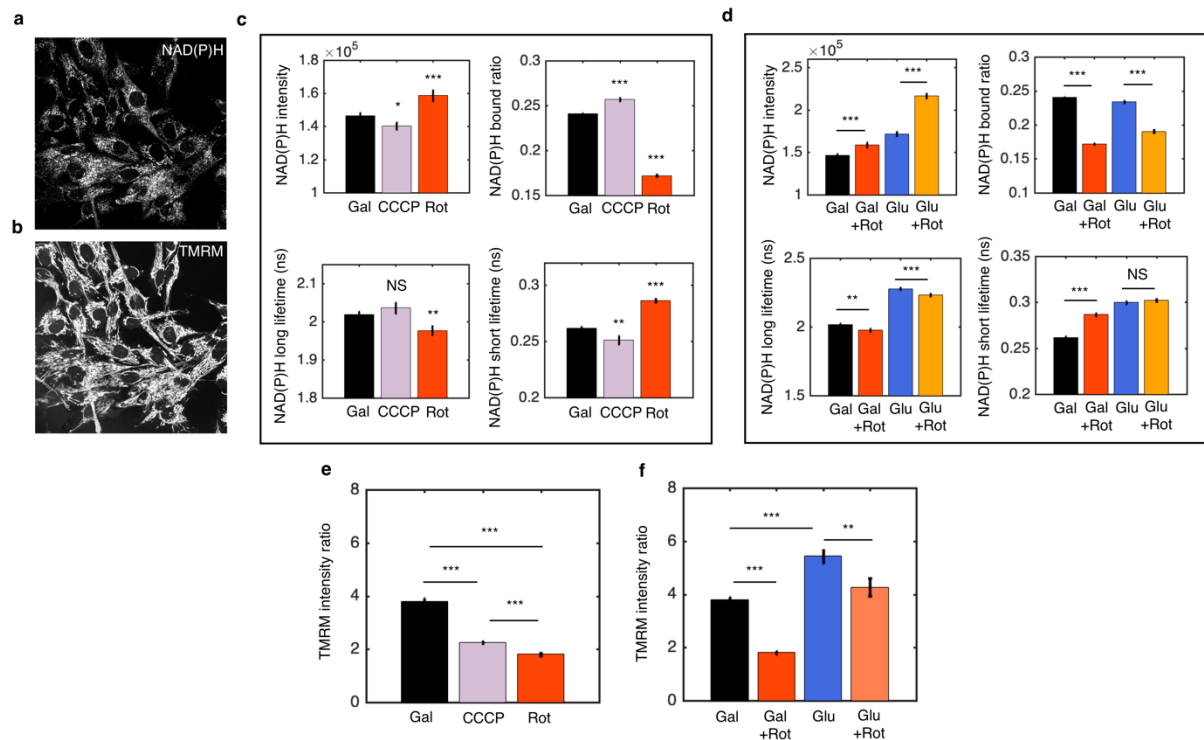 a
NAD(P)H
b
TMRM
c
×10⁵
NAD(P)H intensity
1.8
1.6
1.4
1.2
1
*
***
Gal CCCP Rot
NAD(P)H bound ratio
0.3
0.25
0.2
0.15
***
***
Gal CCCP Rot
NAD(P)H long lifetime (ns)
2.1
2
1.9
1.8
NS
**
Gal CCCP Rot
NAD(P)H short lifetime (ns)
0.3
0.25
0.2
**
***
Gal CCCP Rot
d
×10⁵
NAD(P)H intensity
2.5
2
1.5
1
***
***
Gal Gal Glu Glu
+Rot +Rot
NAD(P)H bound ratio
0.3
0.25
0.2
0.15
0.1
***
***
Gal Gal Glu Glu
+Rot +Rot
NAD(P)H long lifetime (ns)
2.5
2
1.5
**
***
Gal Gal Glu Glu
+Rot +Rot
NAD(P)H short lifetime (ns)
0.35
0.3
0.25
0.2
***
NS
Gal Gal Glu Glu
+Rot +Rot
e
TMRM intensity ratio
8
6
4
2
0
***
***
***
Gal CCCP Rot
f
TMRM intensity ratio
8
6
4
2
0
***
**
***
Gal Gal Glu Glu
+Rot +Rot